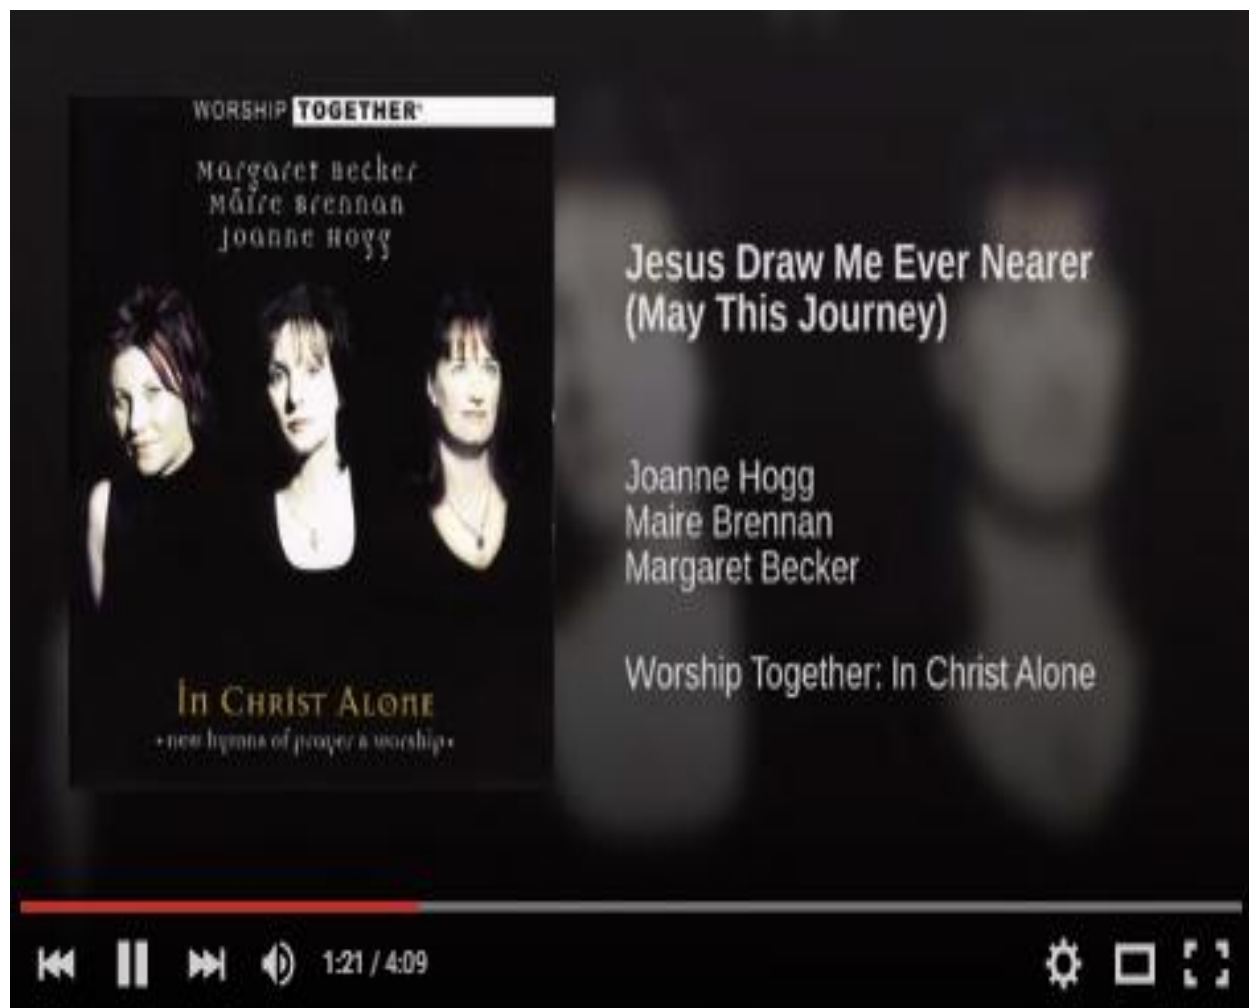 WORSHIP TOGETHER®
Margaret Becker
Máire Brennan
Joanne Hogg
In Christ Alone
• new hymns of prayer & worship •
Jesus Draw Me Ever Nearer
(May This Journey)
Joanne Hogg
Maire Brennan
Margaret Becker
Worship Together: In Christ Alone
1:21 / 4:09